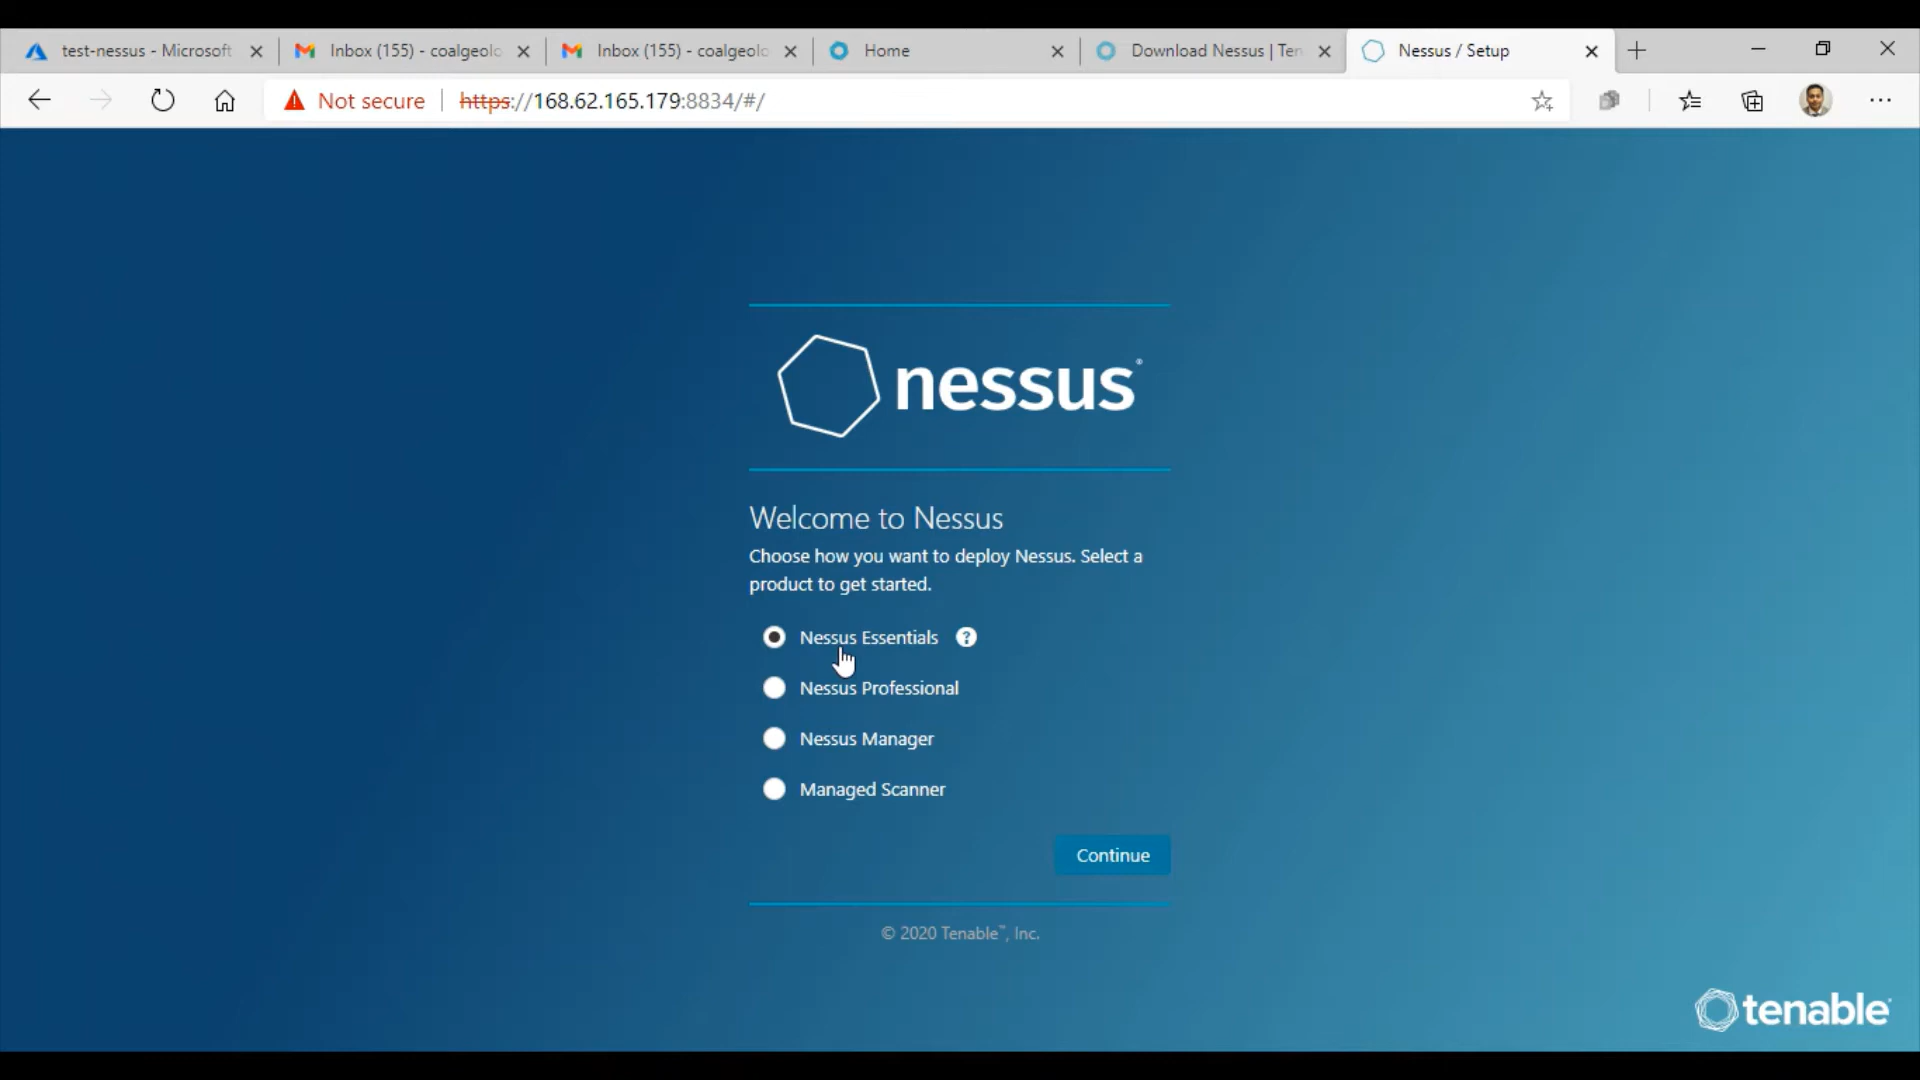 test-nessus - Microsoft
Inbox (155) - coalgeolo
Inbox (155) - coalgeolo
Home
Download Nessus | Ten
Nessus / Setup
Not secure
https://168.62.165.179:8834/#/
nessus®
Welcome to Nessus
Choose how you want to deploy Nessus. Select a
product to get started.
Nessus Essentials ?
Nessus Professional
Nessus Manager
Managed Scanner
Continue
© 2020 Tenable™, Inc.
tenable®